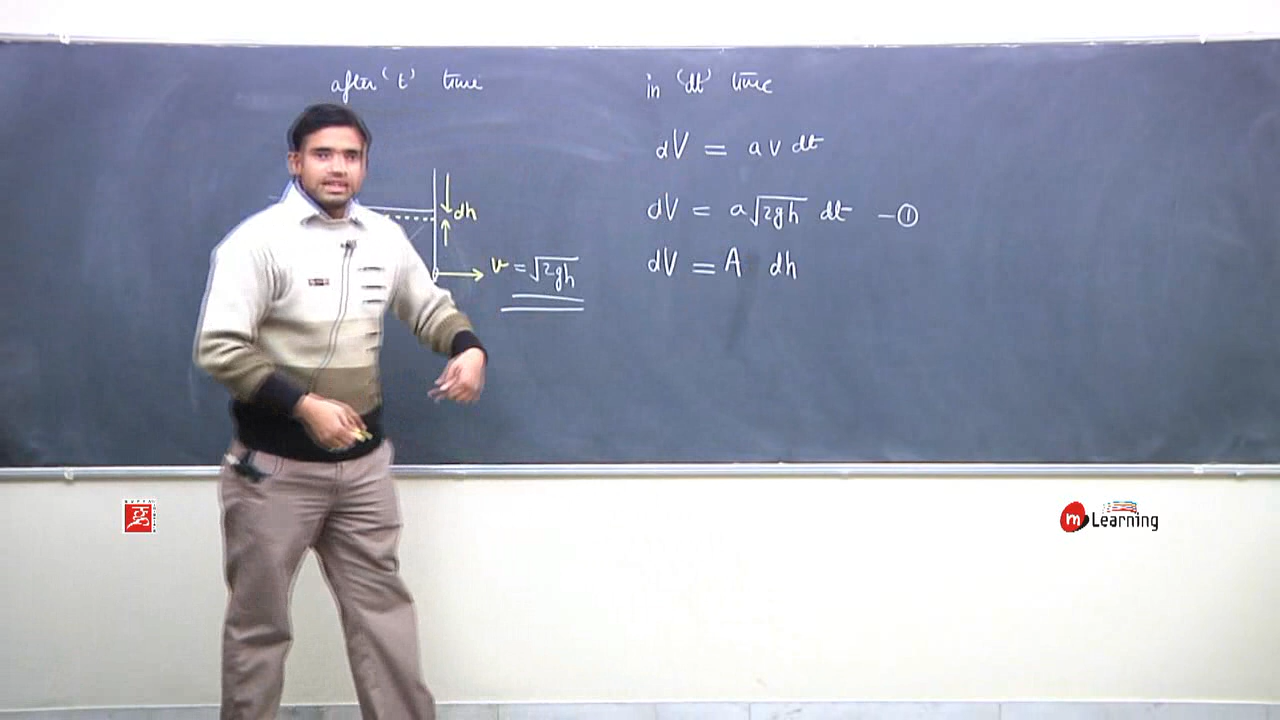 after 't' time
in 'dt' time
dh
v = √2gh
dV = a v dt
dV = a√2gh dt -①
dV = A dh
m Learning